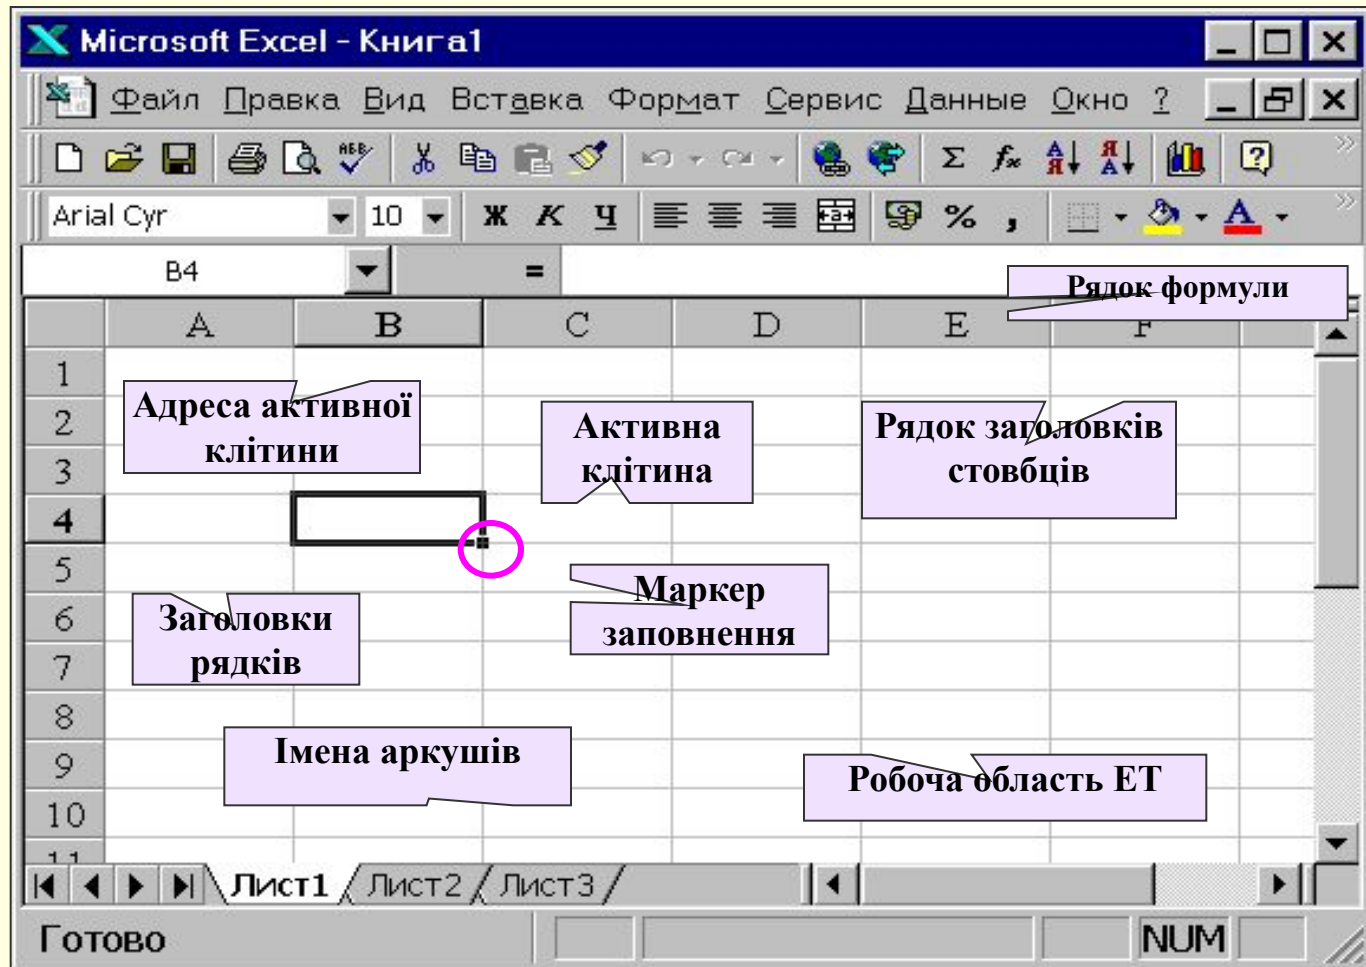 Microsoft Excel - Книга1
Файл Правка Вид Вставка Формат Сервис Данные Окно ?
Arial Cyr 10 Ж К Ч % ,
B4 =
Рядок формули
A B C D E F
1
Адреса активної
клітини
2
Активна
клітина
Рядок заголовків
стовбців
3
4
5
Маркер
заповнення
6
Заголовки
рядків
7
8
Імена аркушів
9
Робоча область ЕТ
10
11
Лист1 Лист2 Лист3
Готово NUM